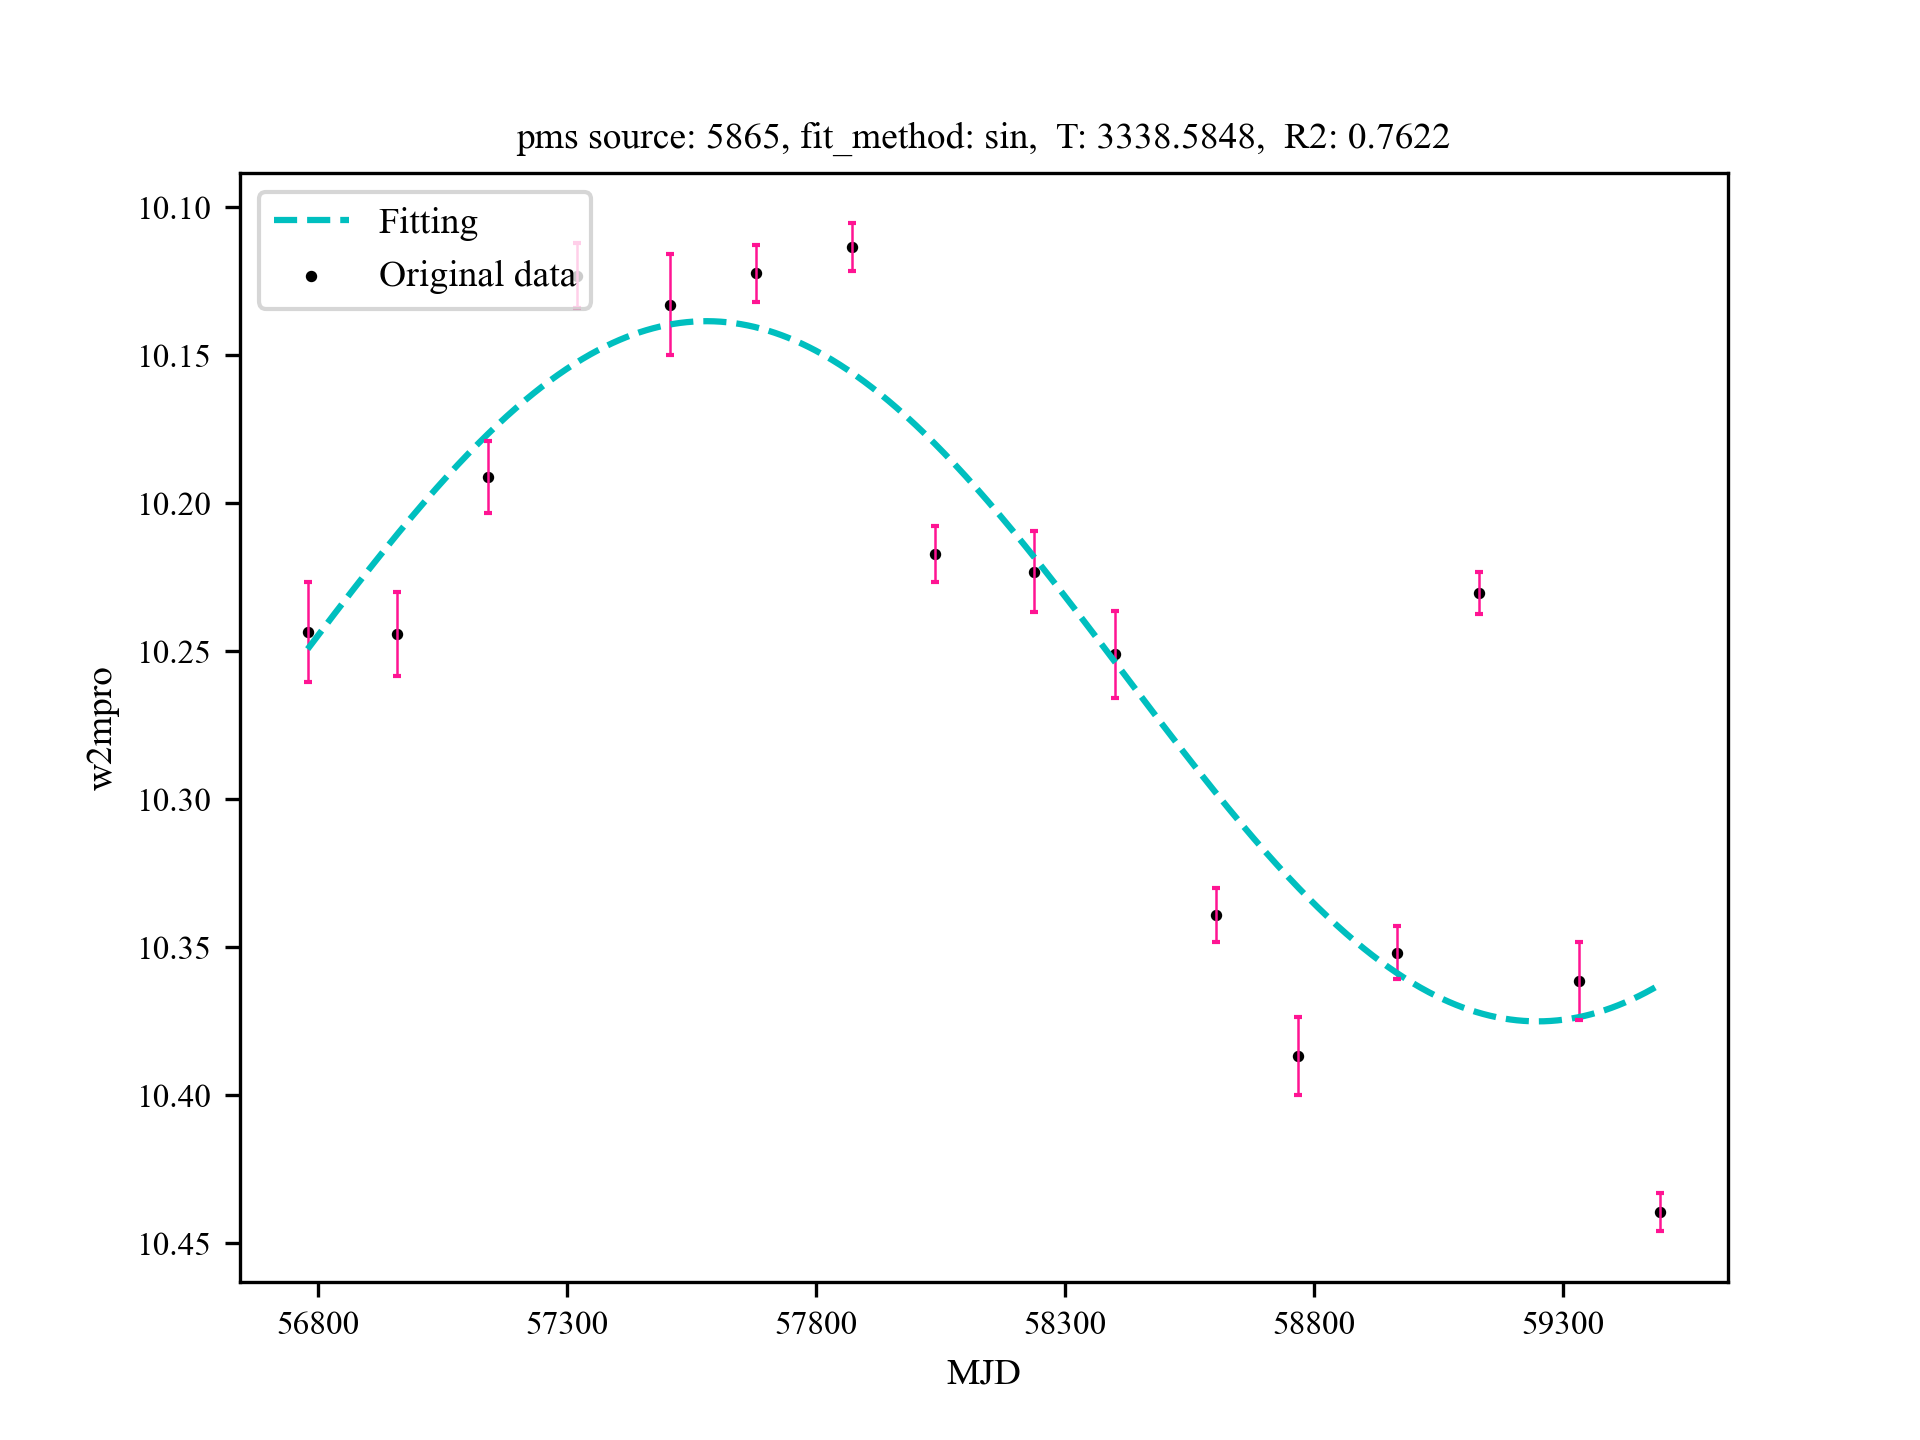 pms source: 5865, fit_method: sin,  T: 3338.5848,  R2: 0.7622
Fitting
Original data
10.10
10.15
10.20
10.25
10.30
10.35
10.40
10.45
w2mpro
56800
57300
57800
58300
58800
59300
MJD